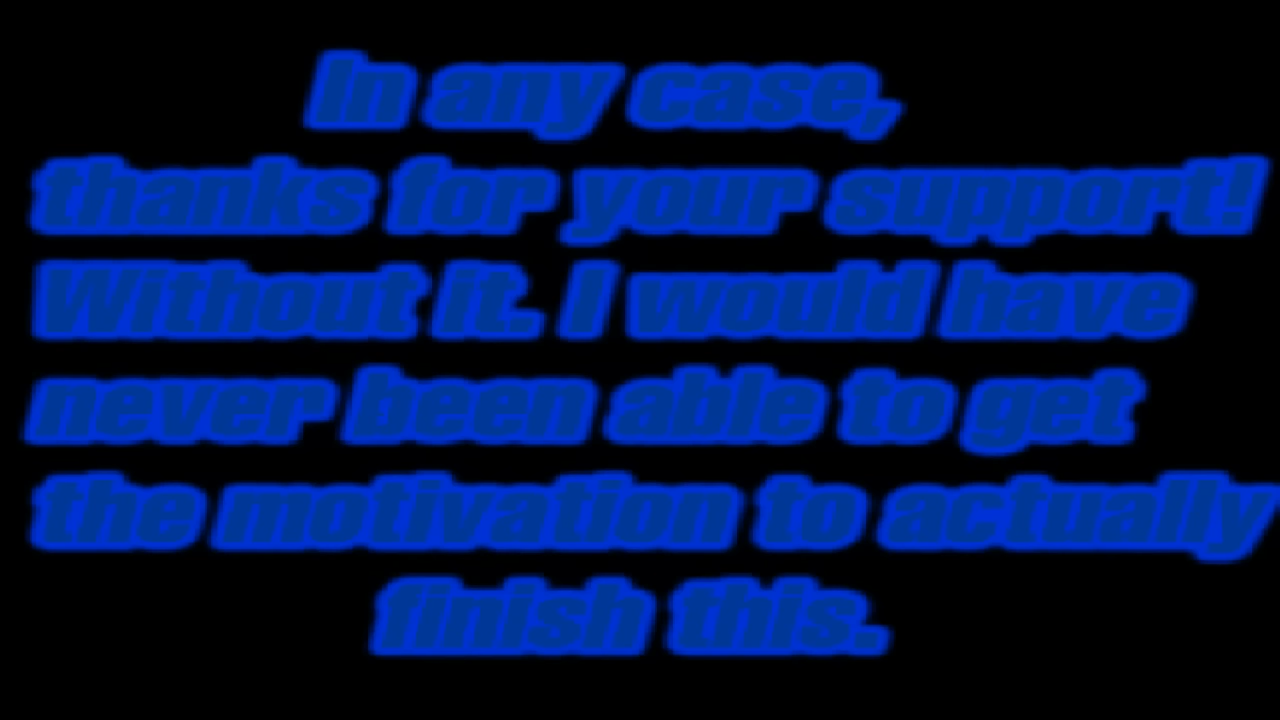 In any case,
thanks for your support!
Without it. I would have
never been able to get
the motivation to actually
finish this.